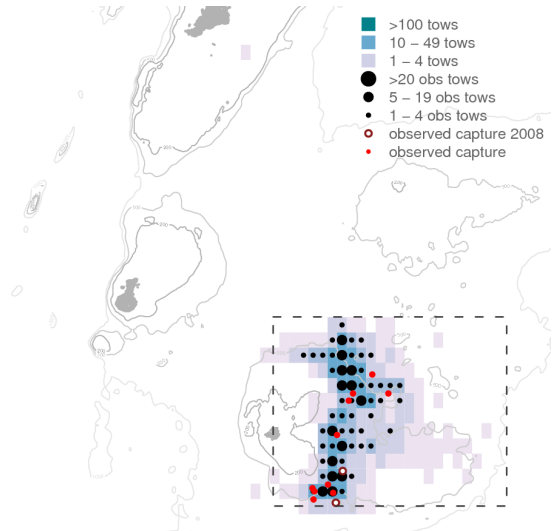 >100 tows
10 − 49 tows
1 − 4 tows
>20 obs tows
5 − 19 obs tows
1 − 4 obs tows
observed capture 2008
observed capture